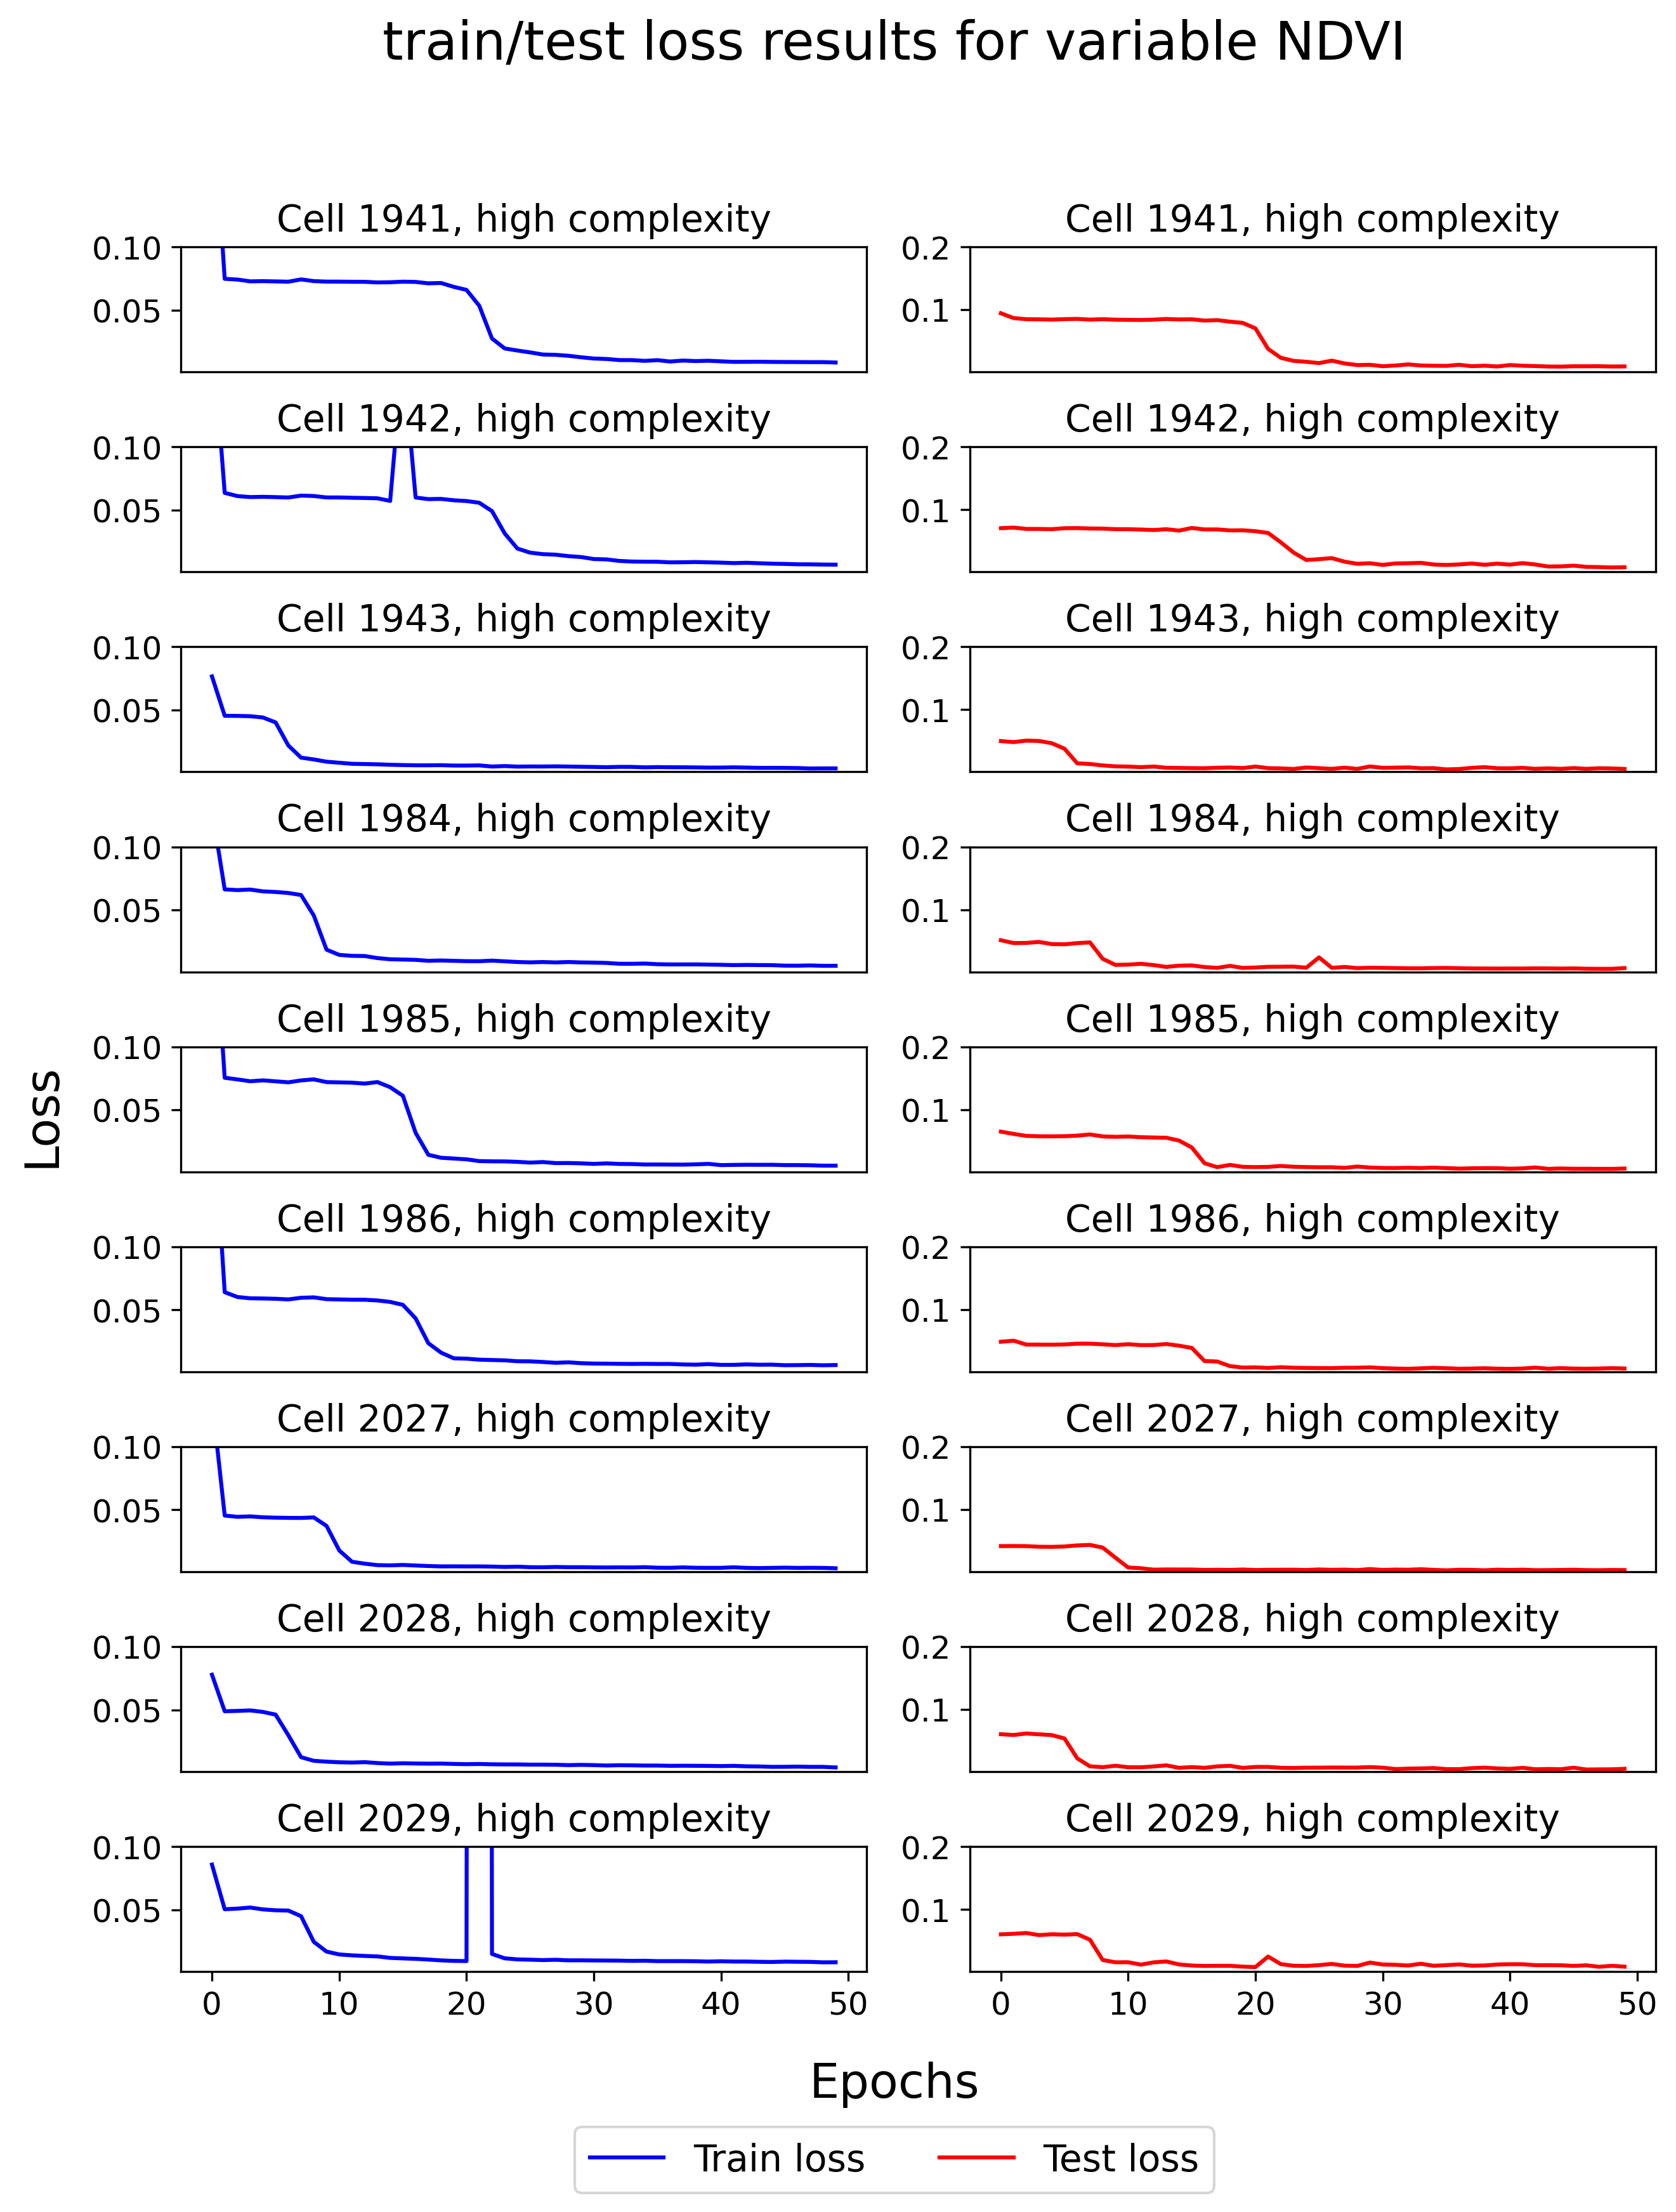 train/test loss results for variable NDVI
Cell 1941, high complexity
0.10
0.05
Cell 1941, high complexity
0.2
0.1
Cell 1942, high complexity
0.10
0.05
Cell 1942, high complexity
0.2
0.1
Cell 1943, high complexity
0.10
0.05
Cell 1943, high complexity
0.2
0.1
Cell 1984, high complexity
0.10
0.05
Cell 1984, high complexity
0.2
0.1
Loss
Cell 1985, high complexity
0.10
0.05
Cell 1985, high complexity
0.2
0.1
Cell 1986, high complexity
0.10
0.05
Cell 1986, high complexity
0.2
0.1
Cell 2027, high complexity
0.10
0.05
Cell 2027, high complexity
0.2
0.1
Cell 2028, high complexity
0.10
0.05
Cell 2028, high complexity
0.2
0.1
Cell 2029, high complexity
0.10
0.05
0 10 20 30 40 50
Cell 2029, high complexity
0.2
0.1
0 10 20 30 40 50
Epochs
Train loss
Test loss